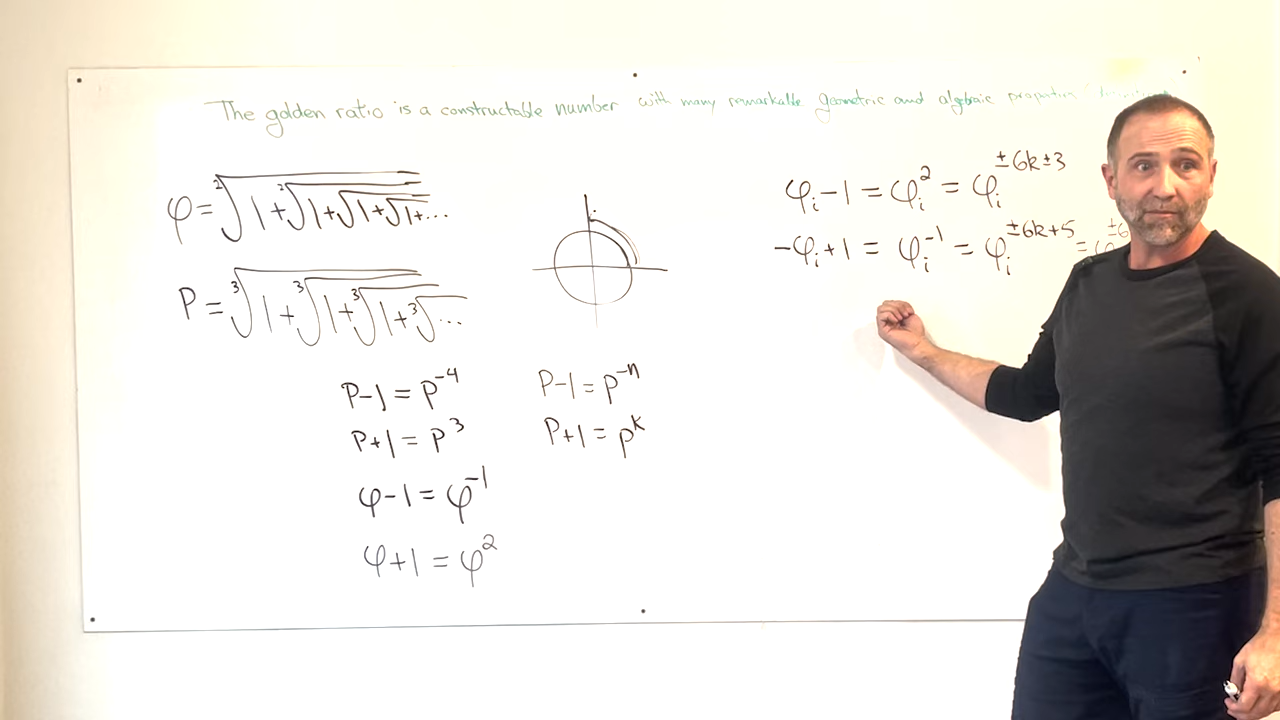 The golden ratio is a constructable number with many remarkable geometric and algebraic properties
φ = ²√(1+²√(1+√(1+√(1+...
P = ³√(1+³√(1+³√(1+³√...
P-1 = P⁻⁴
P+1 = P³
φ-1 = φ⁻¹
φ+1 = φ²
P-1 = P⁻ⁿ
P+1 = Pᵏ
φᵢ-1 = φᵢ² = φᵢ^(±6k±3)
-φᵢ+1 = φᵢ⁻¹ = φᵢ^(±6k+5) = φ^(±6